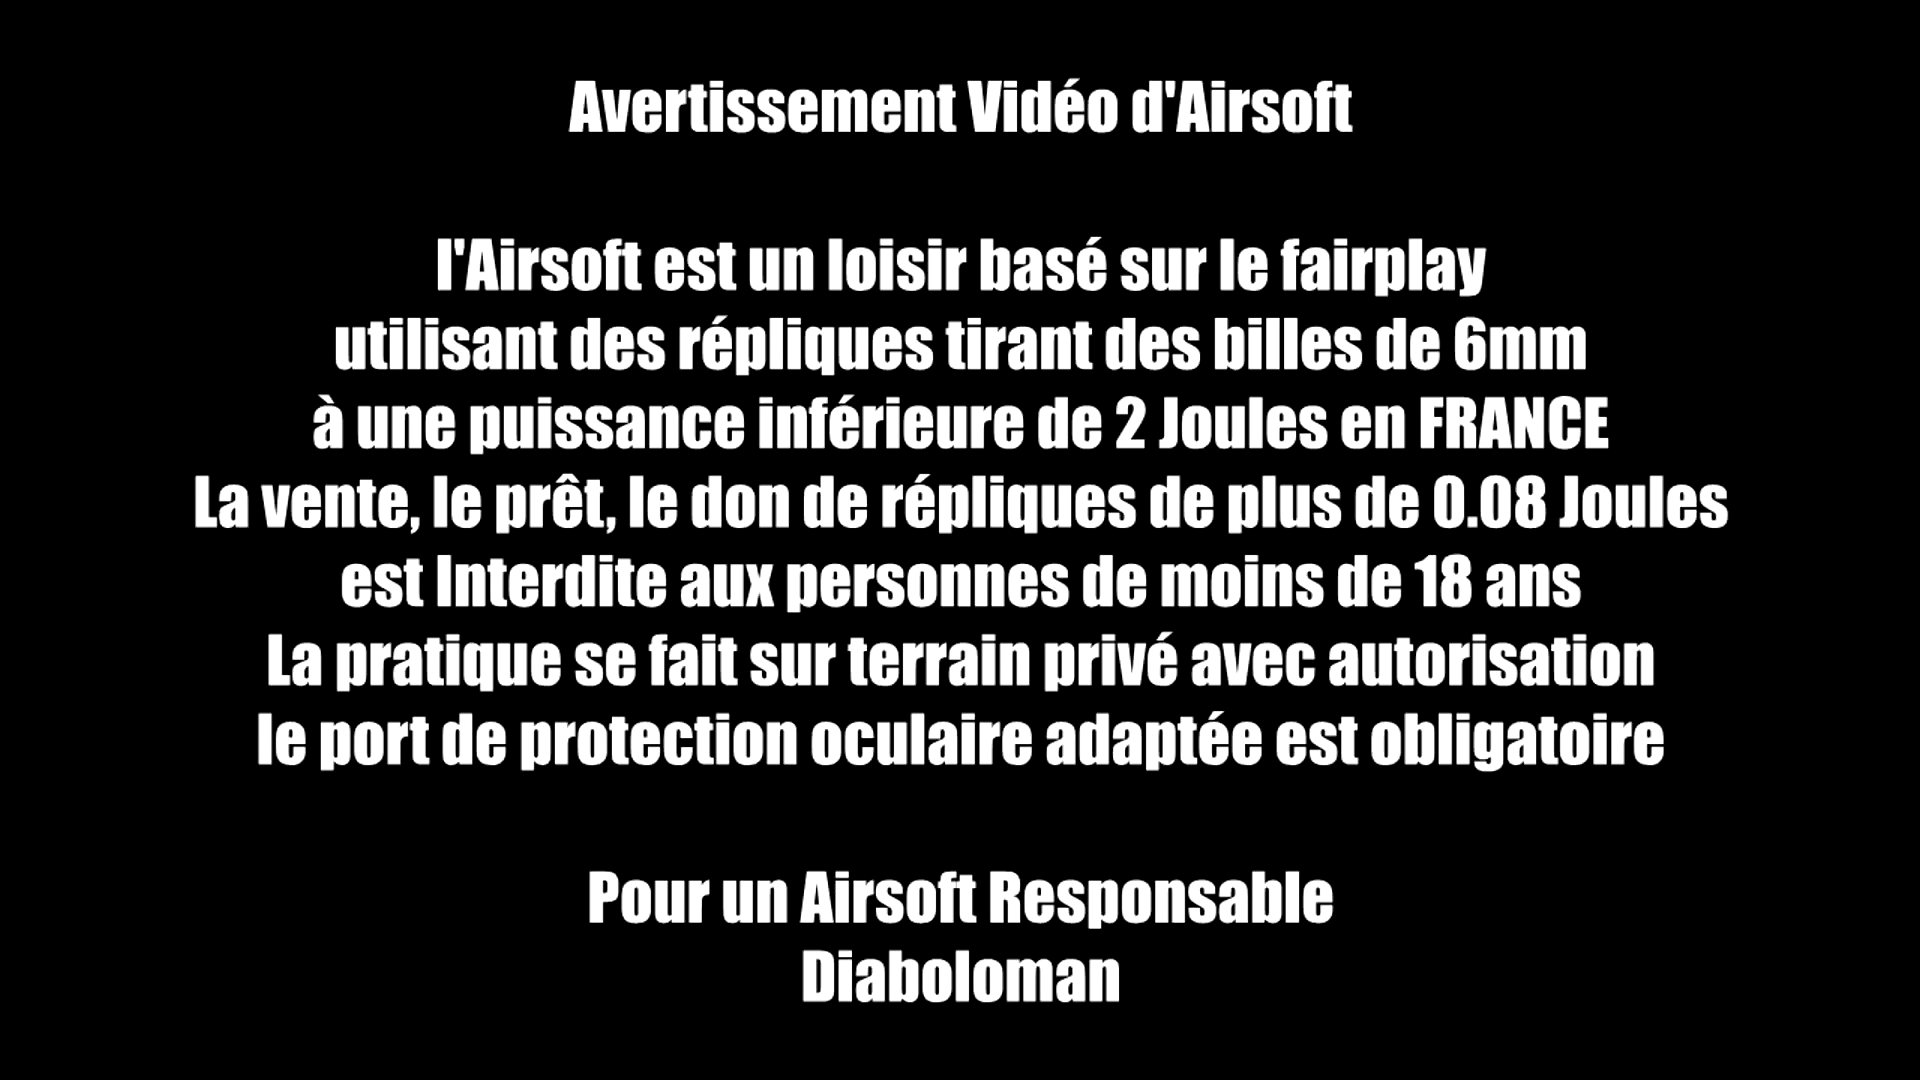 Avertissement Vidéo d'Airsoft
l'Airsoft est un loisir basé sur le fairplay
utilisant des répliques tirant des billes de 6mm
à une puissance inférieure de 2 Joules en FRANCE
La vente, le prêt, le don de répliques de plus de 0.08 Joules
est Interdite aux personnes de moins de 18 ans
La pratique se fait sur terrain privé avec autorisation
le port de protection oculaire adaptée est obligatoire
Pour un Airsoft Responsable
Diaboloman